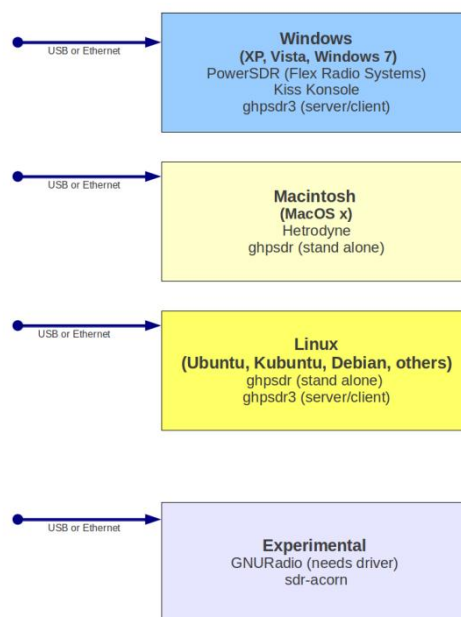 USB or Ethernet
Windows
(XP, Vista, Windows 7)
PowerSDR (Flex Radio Systems)
Kiss Konsole
ghpsdr3 (server/client)
USB or Ethernet
Macintosh
(MacOS x)
Hetrodyne
ghpsdr (stand alone)
USB or Ethernet
Linux
(Ubuntu, Kubuntu, Debian, others)
ghpsdr (stand alone)
ghpsdr3 (server/client)
USB or Ethernet
Experimental
GNURadio (needs driver)
sdr-acorn